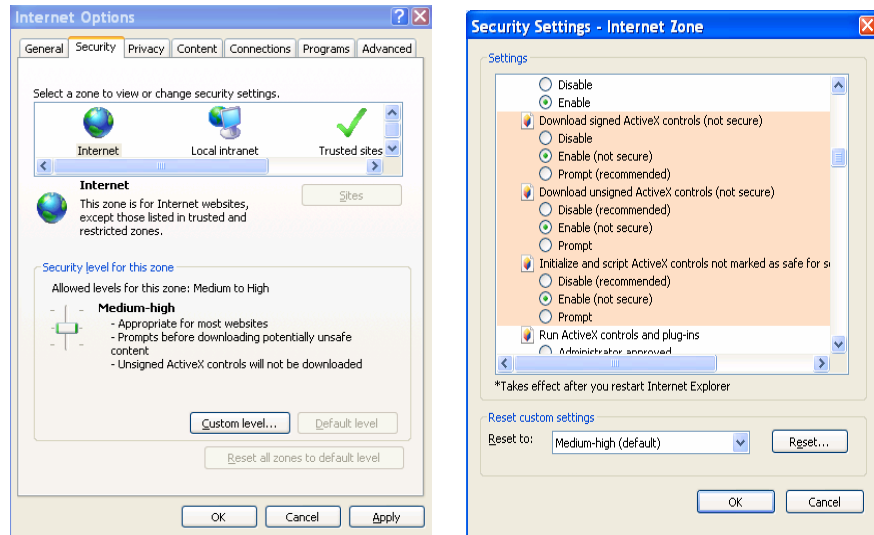 Internet Options
General Security Privacy Content Connections Programs Advanced
Select a zone to view or change security settings.
Internet Local intranet Trusted sites
Internet
Sites
This zone is for Internet websites,
except those listed in trusted and
restricted zones.
Security level for this zone
Allowed levels for this zone: Medium to High
Medium-high
- Appropriate for most websites
- Prompts before downloading potentially unsafe
content
- Unsigned ActiveX controls will not be downloaded
Custom level... Default level
Reset all zones to default level
OK Cancel Apply
Security Settings - Internet Zone
Settings
Disable
Enable
Download signed ActiveX controls (not secure)
Disable
Enable (not secure)
Prompt (recommended)
Download unsigned ActiveX controls (not secure)
Disable (recommended)
Enable (not secure)
Prompt
Initialize and script ActiveX controls not marked as safe for
Disable (recommended)
Enable (not secure)
Prompt
Run ActiveX controls and plug-ins
Administrator approved
*Takes effect after you restart Internet Explorer
Reset custom settings
Reset to: Medium-high (default) Reset...
OK Cancel